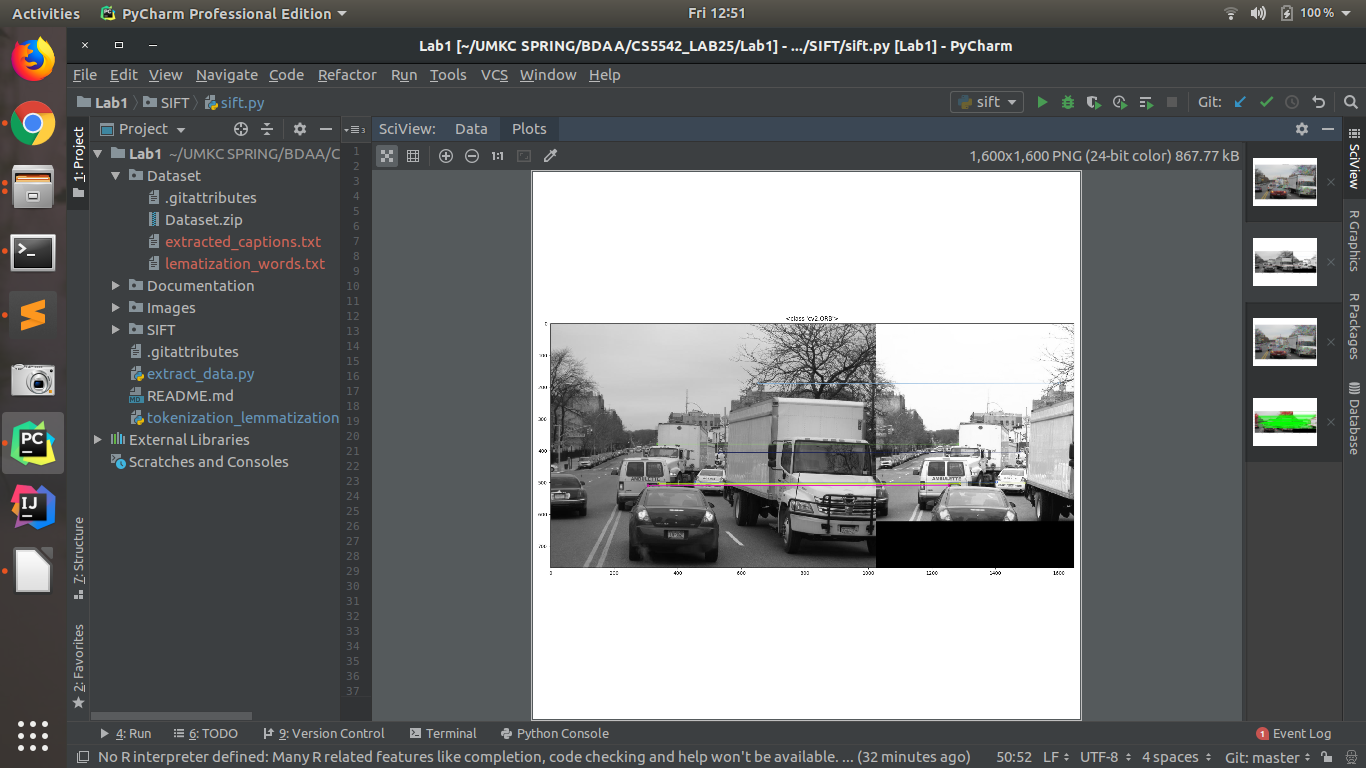 Activities PyCharm Professional Edition Fri 12:51 100%
Lab1 [~/UMKC SPRING/BDAA/CS5542_LAB25/Lab1] - .../SIFT/sift.py [Lab1] - PyCharm
File Edit View Navigate Code Refactor Run Tools VCS Window Help
Lab1 SIFT sift.py sift Git:
Project SciView: Data Plots
1:1 1,600x1,600 PNG (24-bit color) 867.77 kB
Lab1 ~/UMKC SPRING/BDAA/C
Dataset
.gitattributes
Dataset.zip
extracted_captions.txt
lematization_words.txt
Documentation
Images
SIFT
.gitattributes
extract_data.py
README.md
tokenization_lemmatization
External Libraries
Scratches and Consoles
1: Project
7: Structure
2: Favorites
1
2
3
4
5
6
7
8
9
10
11
12
13
14
15
16
17
18
19
20
21
22
23
24
25
26
27
28
29
30
31
32
33
34
35
36
37
<class 'cv2.ORB'>
0
100
200
300
400
500
600
700
0 200 400 600 800 1000 1200 1400 1600
AMBULETTE
SciView
R Graphics
R Packages
Database
4: Run 6: TODO 9: Version Control Terminal Python Console 1 Event Log
No R interpreter defined: Many R related features like completion, code checking and help won't be available. ... (32 minutes ago) 50:52 LF UTF-8 4 spaces Git: master